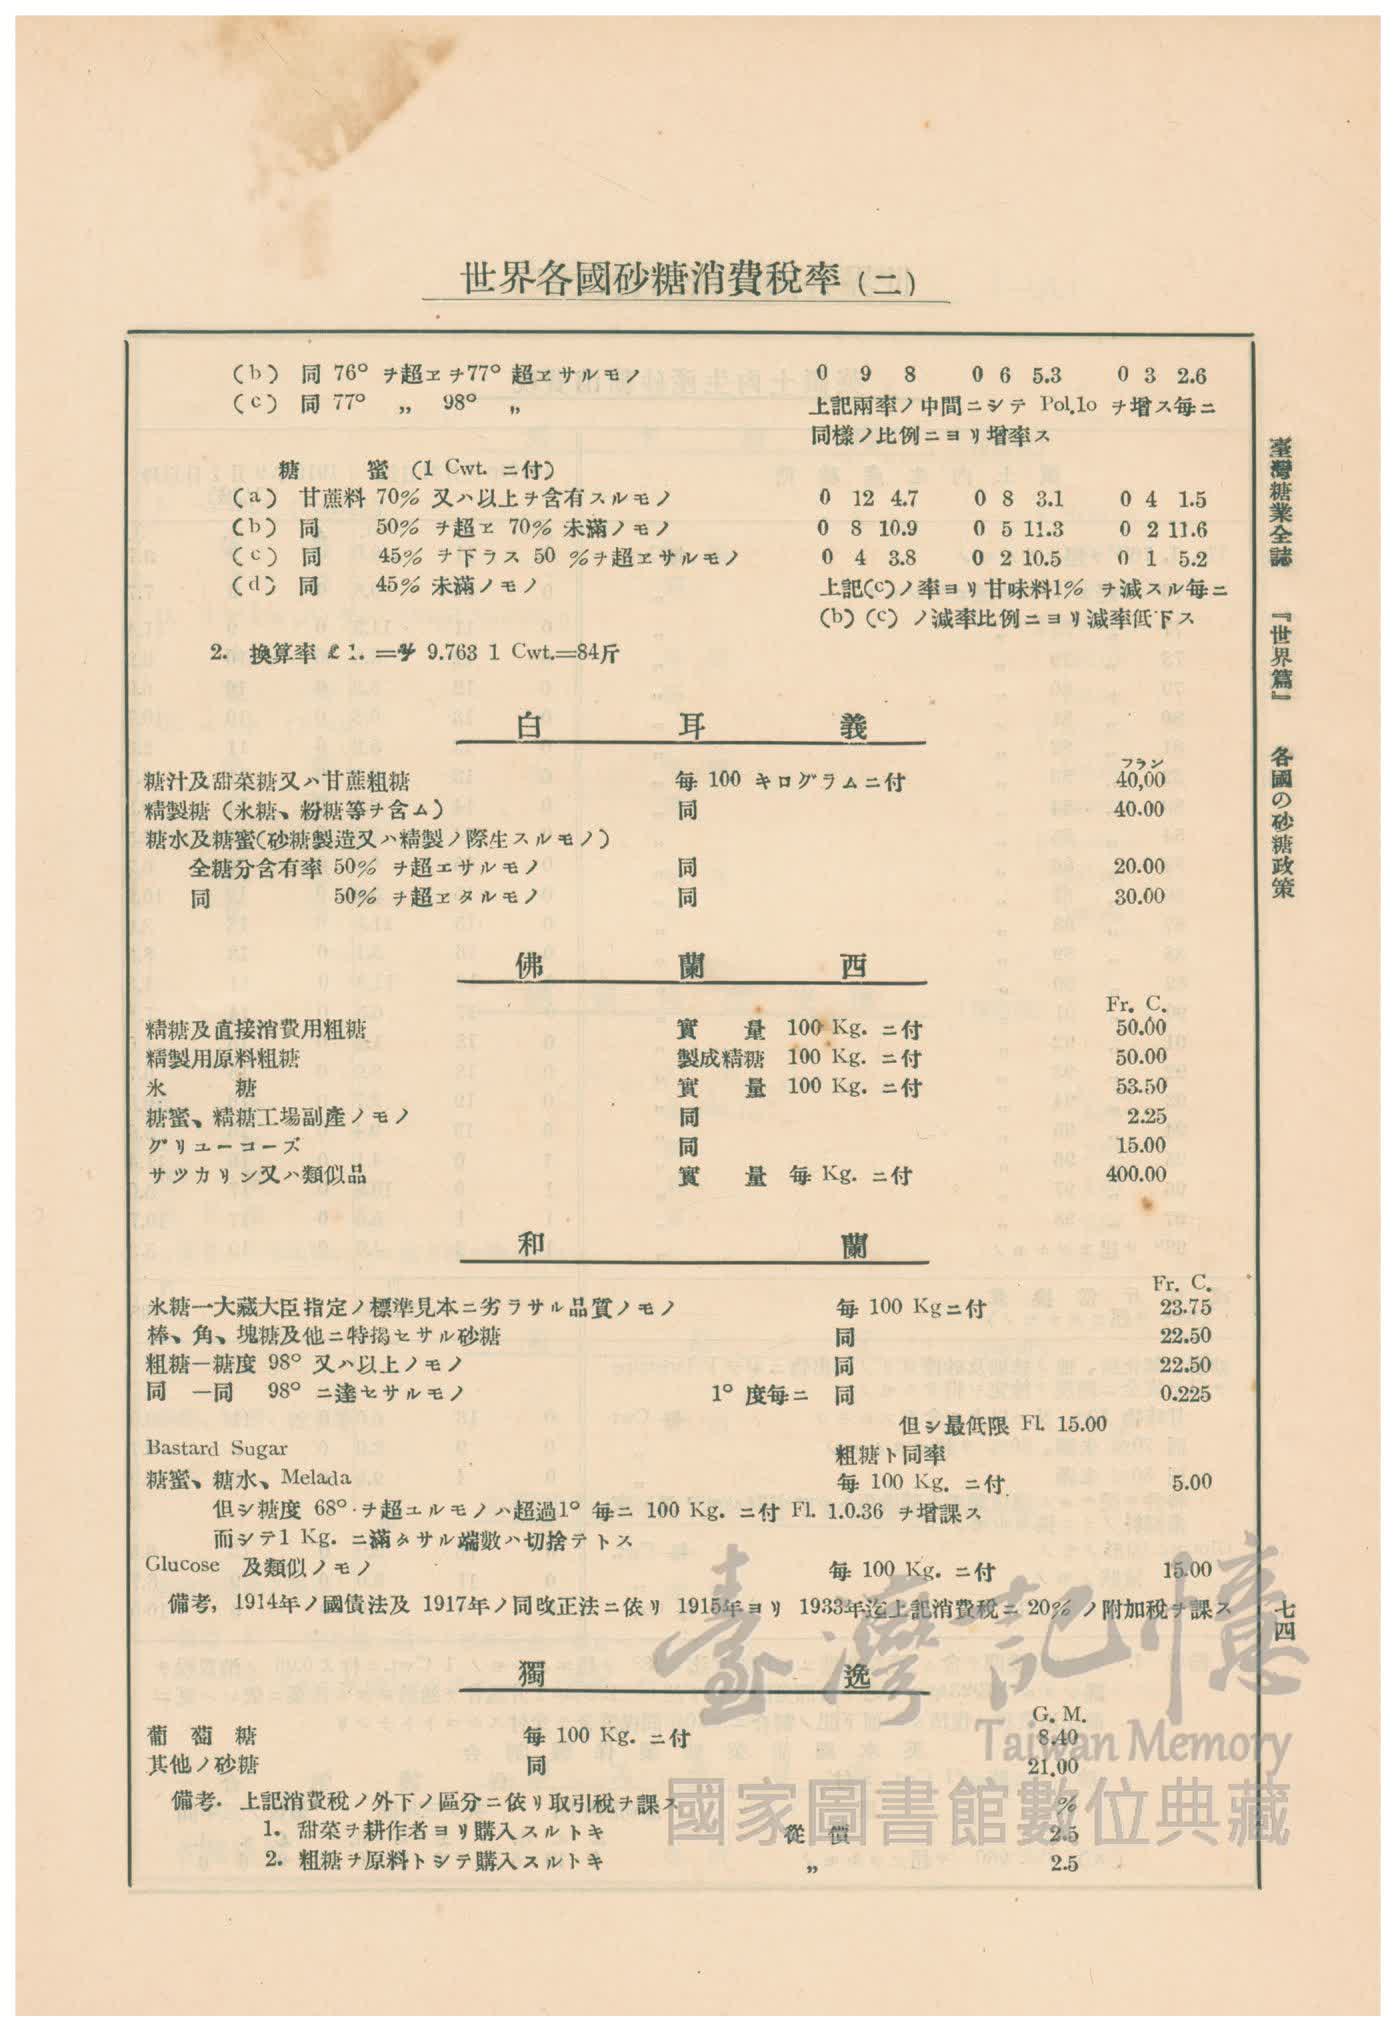 世界各國砂糖消費稅率（二）
（b） 同 76° ヲ超ヱヲ77° 超ヱサルモノ 0 9 8 0 6 5.3 0 3 2.6
（c） 同 77° 〃 98° 〃 上記兩率ノ中間ニシテ Pol.1o ヲ增ス每ニ
同樣ノ比例ニヨリ增率ス
糖 蜜 （1 Cwt. ニ付）
（a） 甘蔗料 70% 又ハ以上ヲ含有スルモノ 0 12 4.7 0 8 3.1 0 4 1.5
（b） 同 50% ヲ超ヱ 70% 未滿ノモノ 0 8 10.9 0 5 11.3 0 2 11.6
（c） 同 45% ヲ下ラス 50 %ヲ超ヱサルモノ 0 4 3.8 0 2 10.5 0 1 5.2
（d） 同 45% 未滿ノモノ 上記(c)ノ率ヨリ甘味料1% ヲ減スル每ニ
(b) (c) ノ減率比例ニヨリ減率低下ス
2. 換算率 £ 1. = 9.763 1 Cwt.=84斤
白 耳 義
フラン
糖汁及甜菜糖又ハ甘蔗粗糖 每 100 キログラムニ付 40,00
精製糖（氷糖、粉糖等ヲ含ム） 同 40.00
糖水及糖蜜（砂糖製造又ハ精製ノ際生スルモノ）
全糖分含有率 50% ヲ超エサルモノ 同 20.00
同 50% ヲ超ヱタルモノ 同 30.00
佛 蘭 西
Fr. C.
精糖及直接消費用粗糖 實 量 100 Kg. ニ付 50.00
精製用原料粗糖 製成精糖 100 Kg. ニ付 50.00
氷 糖 實 量 100 Kg. ニ付 53.50
糖蜜、精糖工場副產ノモノ 同 2.25
グリユーコーズ 同 15.00
サツカリン又ハ類似品 實 量 每 Kg. ニ付 400.00
和 蘭
Fr. C.
氷糖一大藏大臣指定ノ標準見本ニ劣ラサル品質ノモノ 每 100 Kgニ付 23.75
棒、角、塊糖及他ニ特揭セサル砂糖 同 22.50
粗糖一糖度 98° 又ハ以上ノモノ 同 22.50
同 一同 98° ニ達セサルモノ 1° 度每ニ 同 0.225
但シ最低限 Fl. 15.00
Bastard Sugar 粗糖ト同率
糖蜜、糖水、Melada 每 100 Kg. ニ付 5.00
但シ糖度 68° ヲ超ユルモノハ超過1° 每ニ 100 Kg. ニ付 Fl. 1.0.36 ヲ增課ス
而シテ1 Kg. ニ滿タサル端數ハ切捨テトス
Glucose 及類似ノモノ 每 100 Kg. ニ付 15.00
備考, 1914年ノ國債法及 1917年ノ同改正法ニ依リ 1915年ヨリ 1933年迄上記消費稅ニ 20% ノ附加稅ヲ課ス
獨 逸
G. M.
葡 萄 糖 每 100 Kg. ニ付 8.40
其他ノ砂糖 同 21.00
備考. 上記消費稅ノ外下ノ區分ニ依リ取引稅ヲ課ス %
1. 甜菜ヲ耕作者ヨリ購入スルトキ 從 價 2.5
2. 粗糖ヲ原料トシテ購入スルトキ 〃 2.5
臺灣糖業全誌 『世界篇』 各國の砂糖政策
七四
臺灣記憶
Taiwan Memory
國家圖書館數位典藏